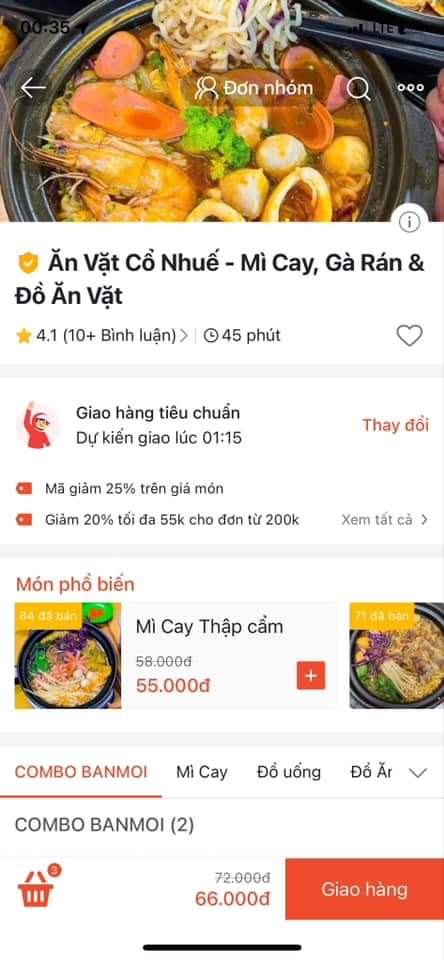 00:35
LTE
Đơn nhóm
Ăn Vặt Cổ Nhuế - Mì Cay, Gà Rán &
Đồ Ăn Vặt
4.1 (10+ Bình luận)
45 phút
Giao hàng tiêu chuẩn
Dự kiến giao lúc 01:15
Thay đổi
Mã giảm 25% trên giá món
Giảm 20% tối đa 55k cho đơn từ 200k
Xem tất cả
Món phổ biến
84 đã bán
Mì Cay Thập cẩm
58.000đ
55.000đ
71 đã bán
COMBO BANMOI
Mì Cay
Đồ uống
Đồ Ăn
COMBO BANMOI (2)
3
72.000đ
66.000đ
Giao hàng